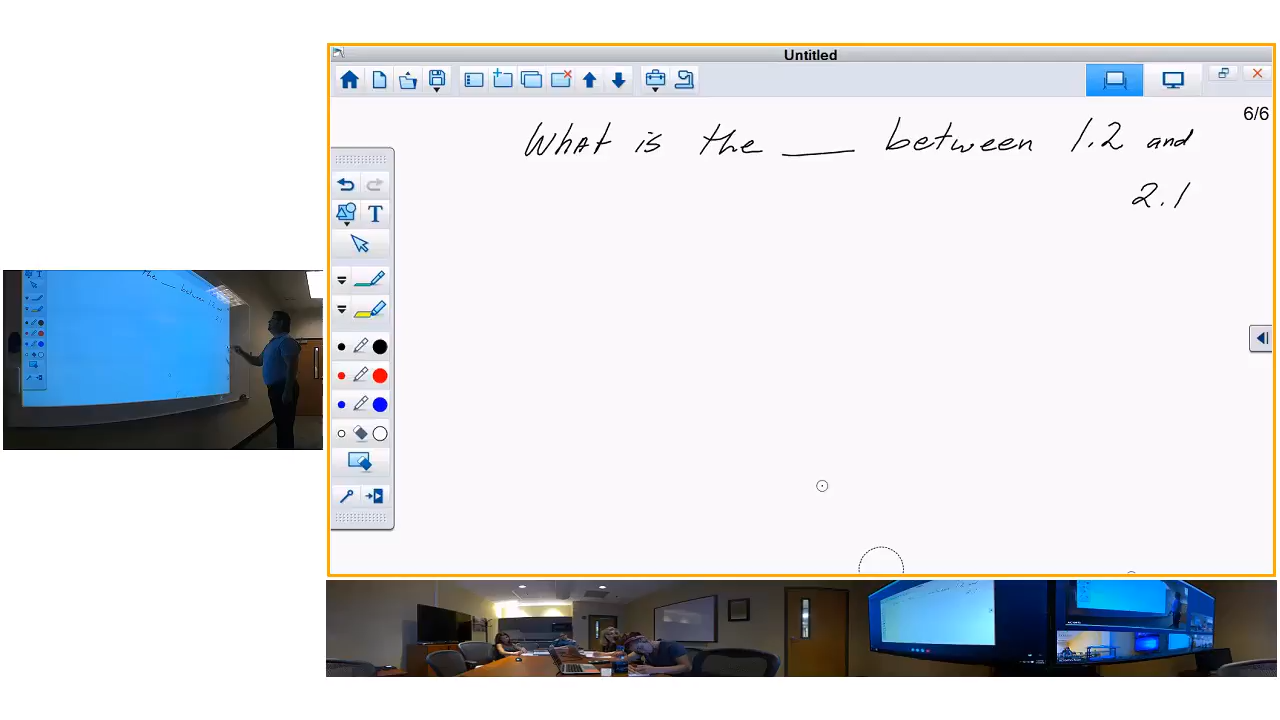 Untitled
6/6
What is the ___ between 1.2 and
2.1
T